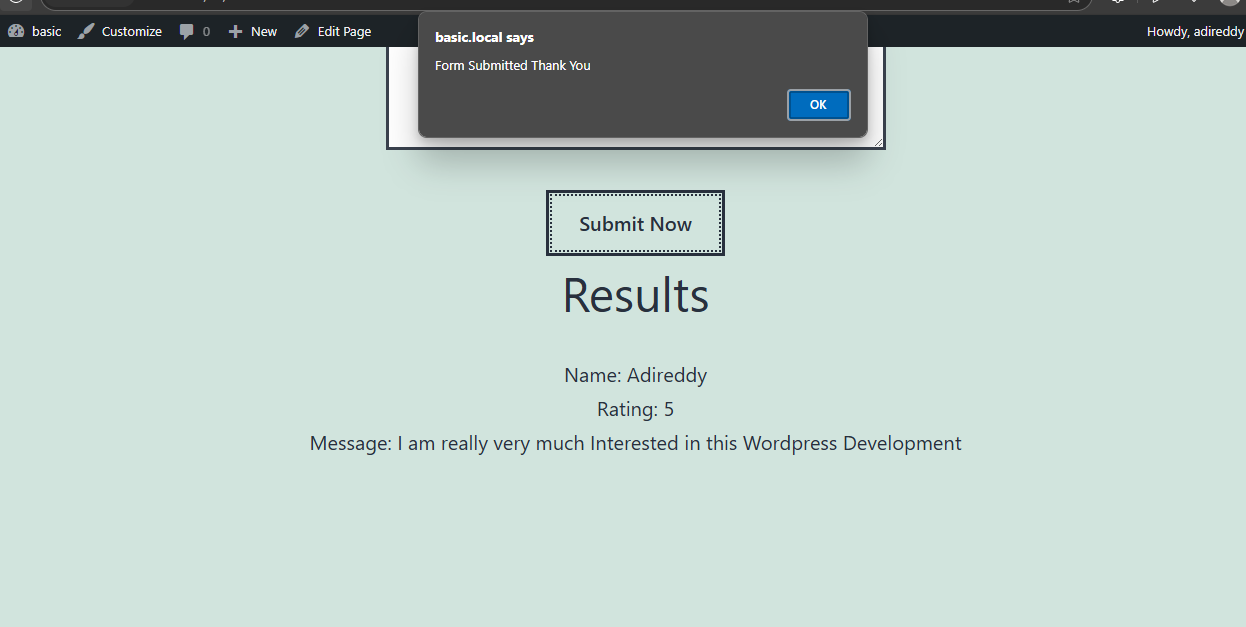 basic Customize 0 New Edit Page Howdy, adireddy
basic.local says
Form Submitted Thank You
OK
Submit Now
Results
Name: Adireddy
Rating: 5
Message: I am really very much Interested in this Wordpress Development